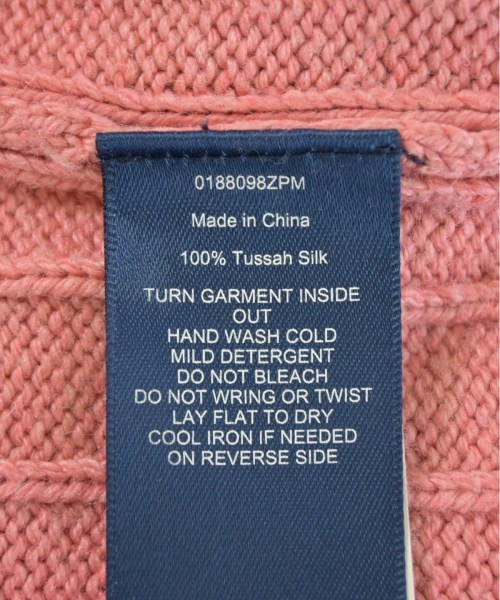 0188098ZPM
Made in China
100% Tussah Silk
TURN GARMENT INSIDE
OUT
HAND WASH COLD
MILD DETERGENT
DO NOT BLEACH
DO NOT WRING OR TWIST
LAY FLAT TO DRY
COOL IRON IF NEEDED
ON REVERSE SIDE